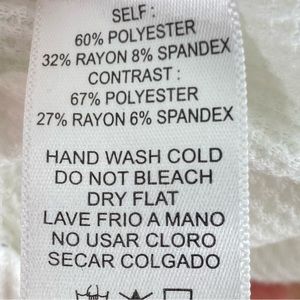 SELF :
60% POLYESTER
32% RAYON 8% SPANDEX
CONTRAST :
67% POLYESTER
27% RAYON 6% SPANDEX
HAND WASH COLD
DO NOT BLEACH
DRY FLAT
LAVE FRIO A MANO
NO USAR CLORO
SECAR COLGADO